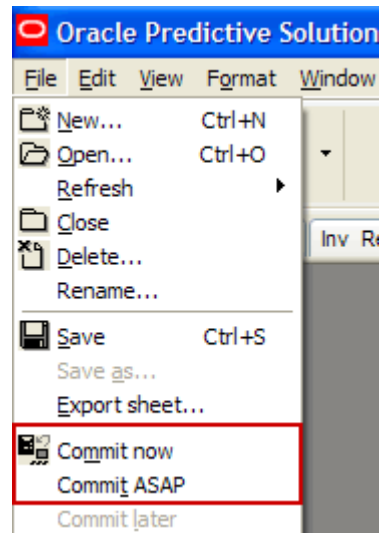 Oracle Predictive Solution
File Edit View Format Window
New... Ctrl+N
Open... Ctrl+O
Refresh
Close
Inv Re
Delete...
Rename...
Save Ctrl+S
Save as...
Export sheet...
Commit now
Commit ASAP
Commit later